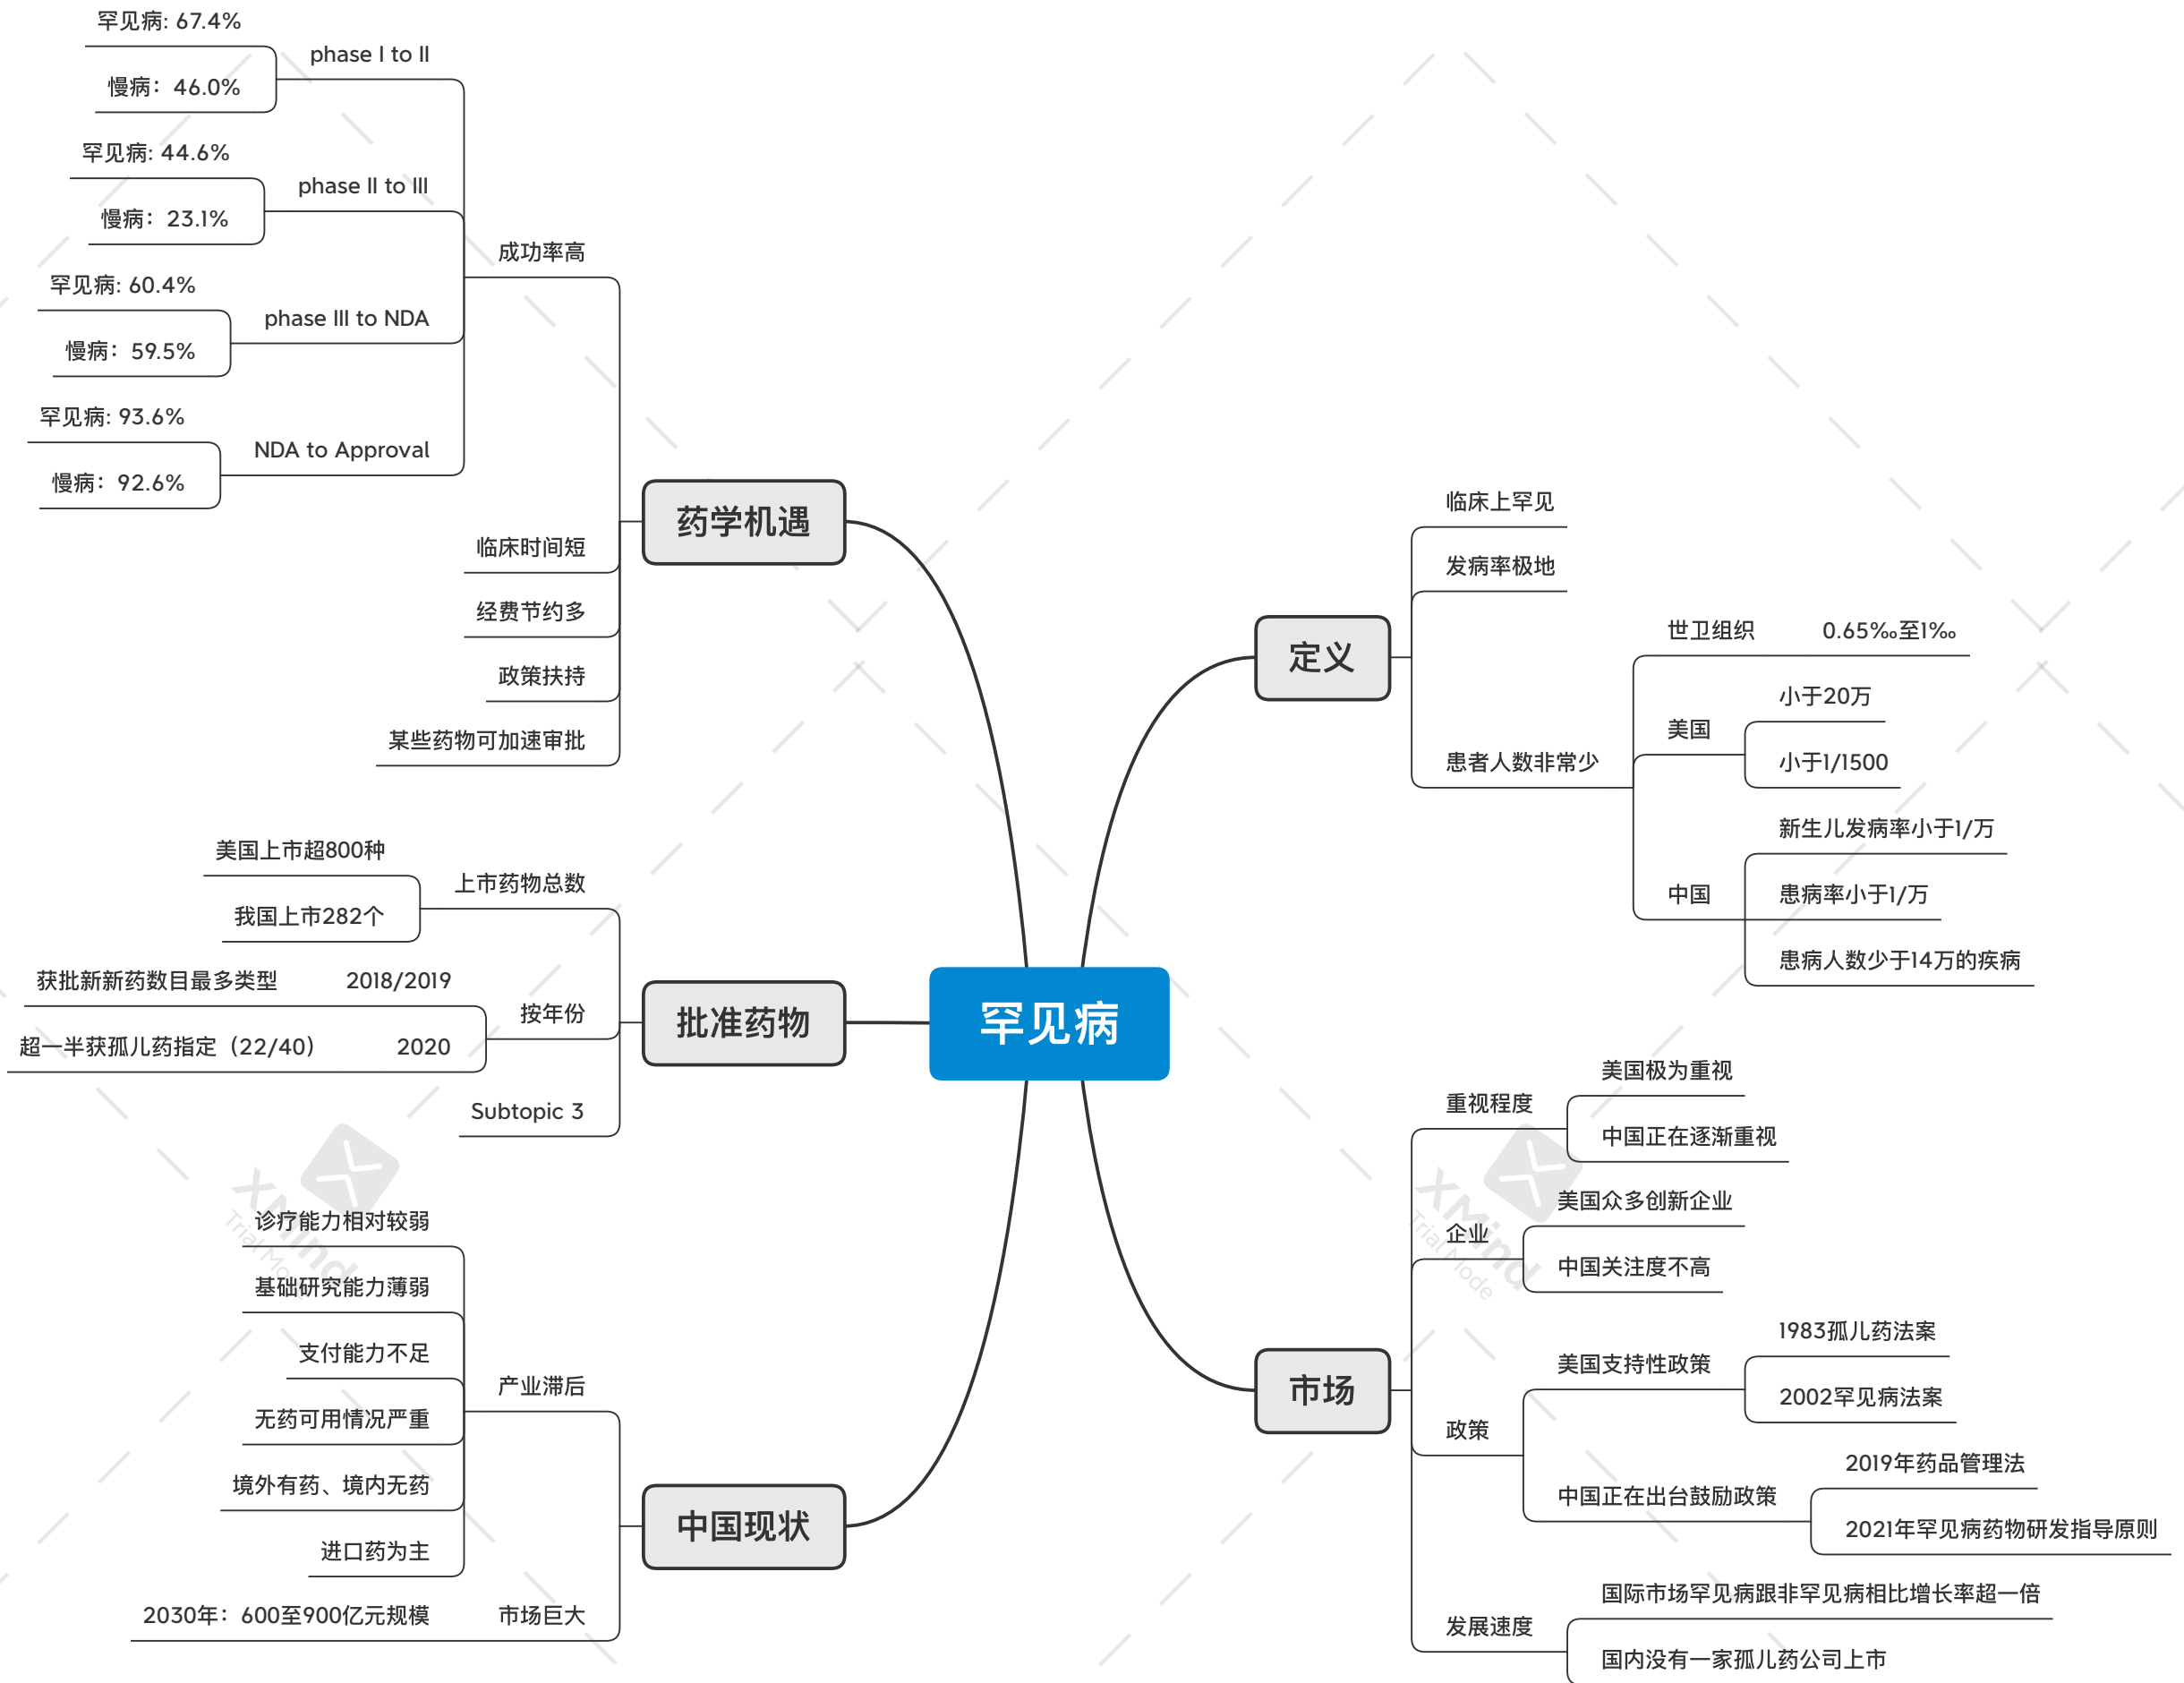 罕见病
药学机遇
成功率高
phase I to II
罕见病: 67.4%
慢病：46.0%
phase II to III
罕见病: 44.6%
慢病：23.1%
phase III to NDA
罕见病: 60.4%
慢病：59.5%
NDA to Approval
罕见病: 93.6%
慢病：92.6%
临床时间短
经费节约多
政策扶持
某些药物可加速审批
批准药物
上市药物总数
美国上市超800种
我国上市282个
按年份
2018/2019
获批新新药数目最多类型
2020
超一半获孤儿药指定（22/40）
Subtopic 3
中国现状
产业滞后
诊疗能力相对较弱
基础研究能力薄弱
支付能力不足
无药可用情况严重
境外有药、境内无药
进口药为主
市场巨大
2030年：600至900亿元规模
定义
临床上罕见
发病率极地
患者人数非常少
世卫组织
0.65‰至1‰
美国
小于20万
小于1/1500
中国
新生儿发病率小于1/万
患病率小于1/万
患病人数少于14万的疾病
市场
重视程度
美国极为重视
中国正在逐渐重视
企业
美国众多创新企业
中国关注度不高
政策
美国支持性政策
1983孤儿药法案
2002罕见病法案
中国正在出台鼓励政策
2019年药品管理法
2021年罕见病药物研发指导原则
发展速度
国际市场罕见病跟非罕见病相比增长率超一倍
国内没有一家孤儿药公司上市
XMind
Trial Mode
XMind
Trial Mode